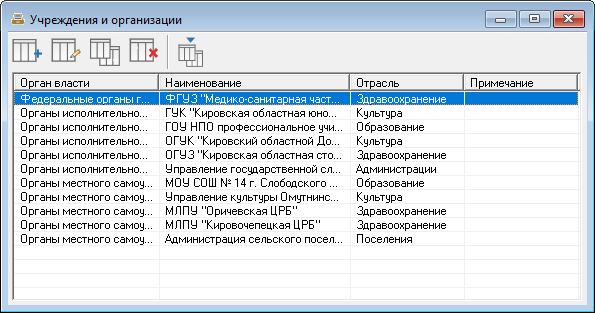 Учреждения и организации
Орган власти Наименование Отрасль Примечание
Федеральные органы г... ФГУЗ "Медико-санитарная част... Здравоохранение
Органы исполнительно... ГУК "Кировская областная юно... Культура
Органы исполнительно... ГОУ НПО профессиональное учи... Образование
Органы исполнительно... ОГУК "Кировский областной До... Культура
Органы исполнительно... ОГУЗ "Кировская областная сто... Здравоохранение
Органы исполнительно... Управление государственной сл... Администрации
Органы местного самоу... МОУ СОШ № 14 г. Слободского ... Образование
Органы местного самоу... Управление культуры Омутнинс... Культура
Органы местного самоу... МЛПУ "Оричевская ЦРБ" Здравоохранение
Органы местного самоу... МЛПУ "Кировочепецкая ЦРБ" Здравоохранение
Органы местного самоу... Администрация сельского посел... Поселения